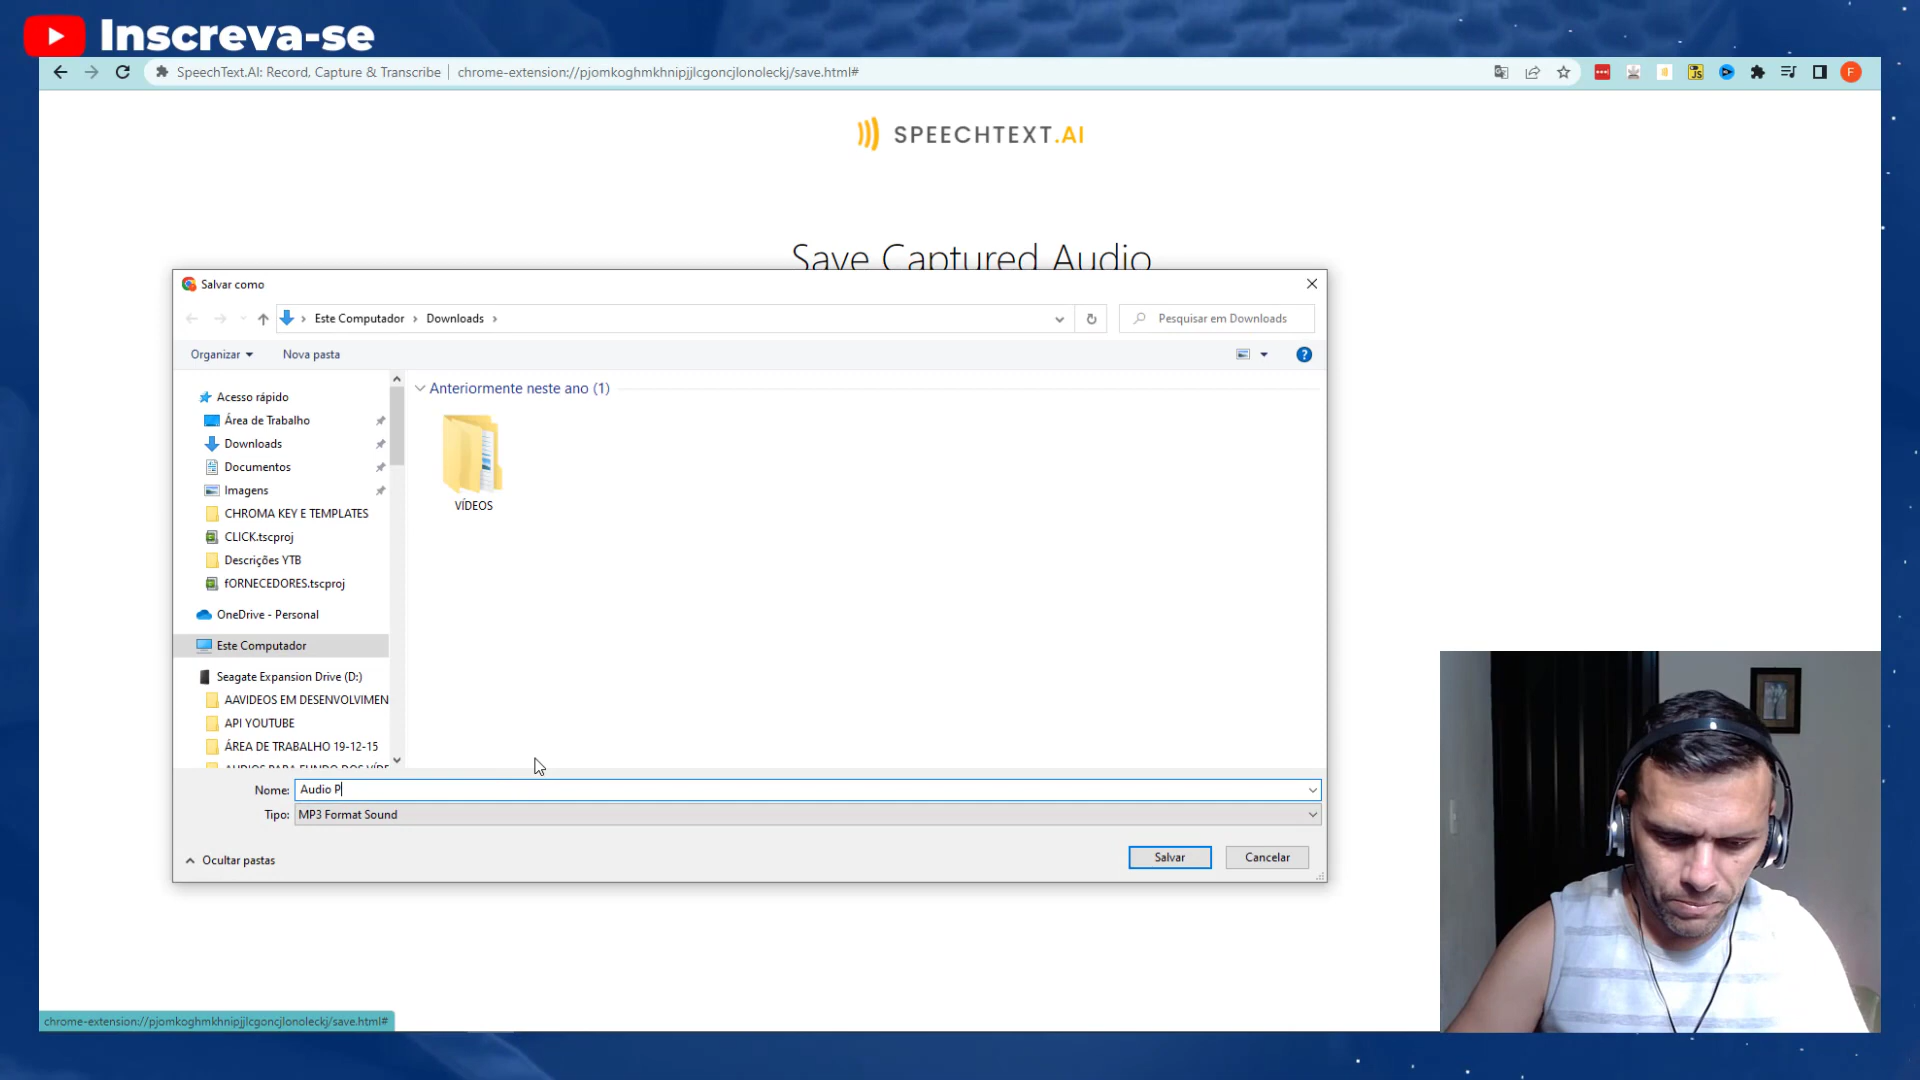 Inscreva-se
SpeechText.AI: Record, Capture & Transcribe | chrome-extension://pjomkoghmkhnipjjlcgoncjlonoleckj/save.html#
SPEECHTEXT.AI
Save Captured Audio
Salvar como
Este Computador > Downloads >
Pesquisar em Downloads
Organizar
Nova pasta
Acesso rápido
Área de Trabalho
Downloads
Documentos
Imagens
CHROMA KEY E TEMPLATES
CLICK.tscproj
Descrições YTB
fORNECEDORES.tscproj
OneDrive - Personal
Este Computador
Seagate Expansion Drive (D:)
AAVIDEOS EM DESENVOLVIMEN
API YOUTUBE
ÁREA DE TRABALHO 19-12-15
Anteriormente neste ano (1)
VÍDEOS
Nome: Audio P
Tipo: MP3 Format Sound
Ocultar pastas
Salvar
Cancelar
chrome-extension://pjomkoghmkhnipjjlcgoncjlonoleckj/save.html#